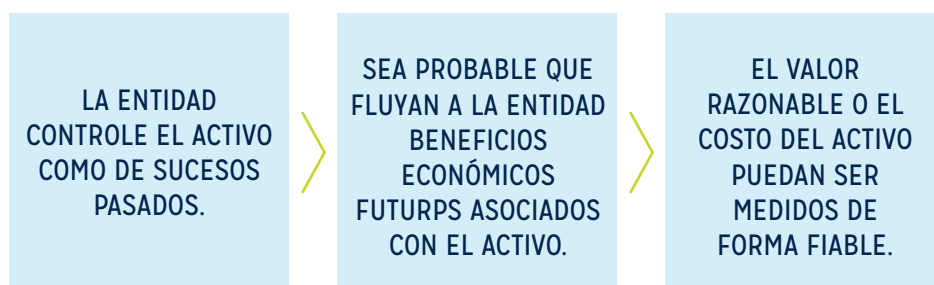 LA ENTIDAD
CONTROLE EL ACTIVO
COMO DE SUCESOS
PASADOS.
SEA PROBABLE QUE
FLUYAN A LA ENTIDAD
BENEFICIOS
ECONÓMICOS
FUTURPS ASOCIADOS
CON EL ACTIVO.
EL VALOR
RAZONABLE O EL
COSTO DEL ACTIVO
PUEDAN SER
MEDIDOS DE
FORMA FIABLE.